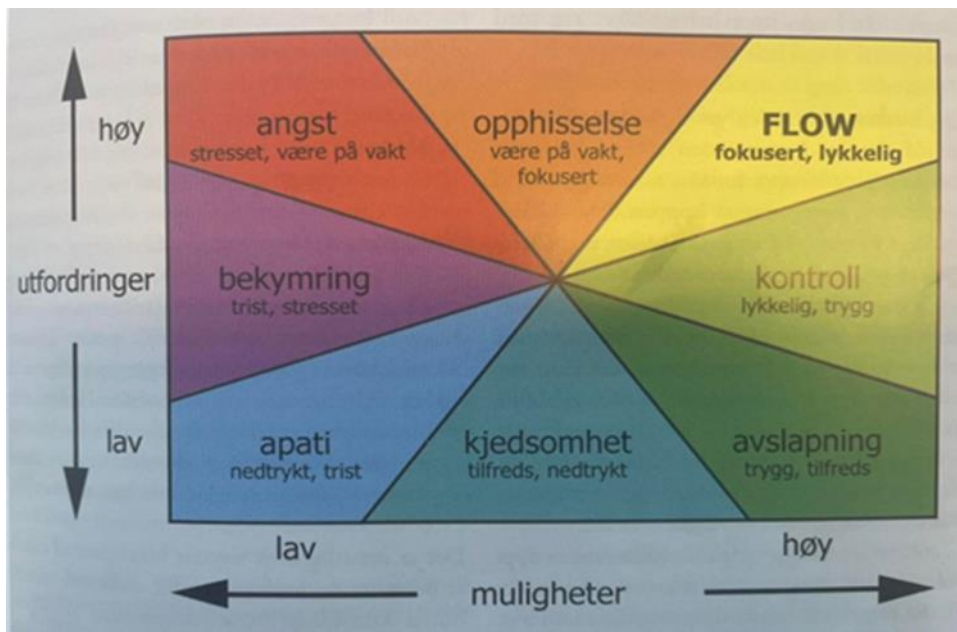 høy
angst
stresset, være på vakt
opphisselse
være på vakt,
fokusert
FLOW
fokusert, lykkelig
utfordringer
bekymring
trist, stresset
kontroll
lykkelig, trygg
lav
apati
nedtrykt, trist
kjedsomhet
tilfreds, nedtrykt
avslapning
trygg, tilfreds
lav
høy
muligheter